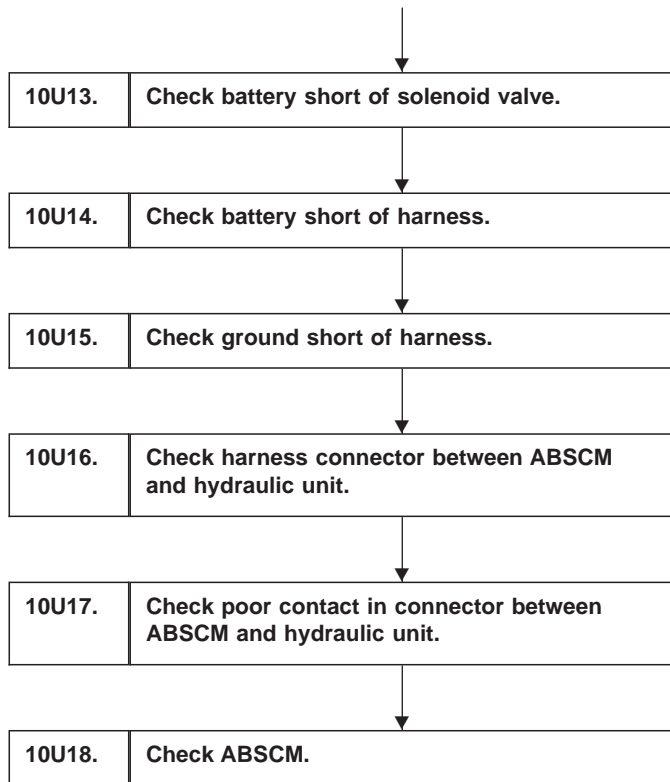 10U13. Check battery short of solenoid valve.
10U14. Check battery short of harness.
10U15. Check ground short of harness.
10U16. Check harness connector between ABSCM
and hydraulic unit.
10U17. Check poor contact in connector between
ABSCM and hydraulic unit.
10U18. Check ABSCM.